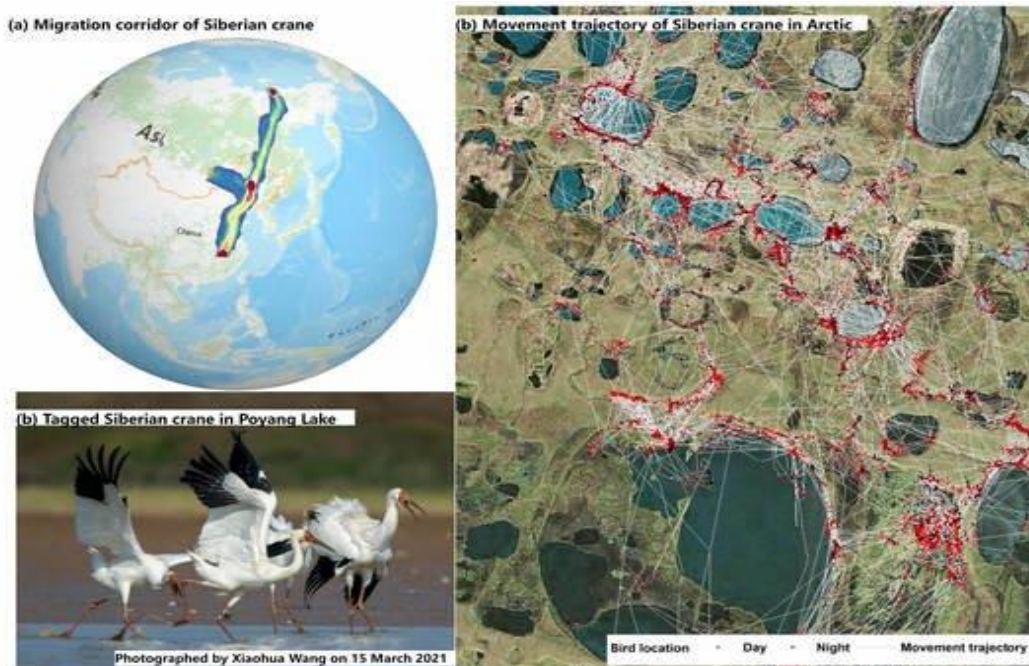 (a) Migration corridor of Siberian crane
(b) Movement trajectory of Siberian crane in Arctic
China
(b) Tagged Siberian crane in Poyang Lake
Photographed by Xiaohua Wang on 15 March 2021
Bird location - Day - Night Movement trajectory